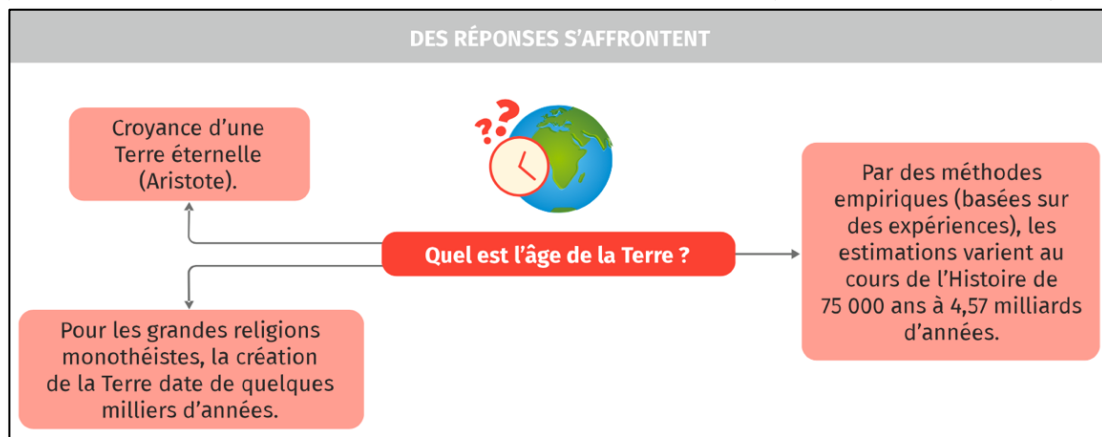 DES RÉPONSES S’AFFRONTENT
Croyance d’une
Terre éternelle
(Aristote).
??
Quel est l’âge de la Terre ?
Par des méthodes
empiriques (basées sur
des expériences), les
estimations varient au
cours de l’Histoire de
75 000 ans à 4,57 milliards
d’années.
Pour les grandes religions
monothéistes, la création
de la Terre date de quelques
milliers d’années.